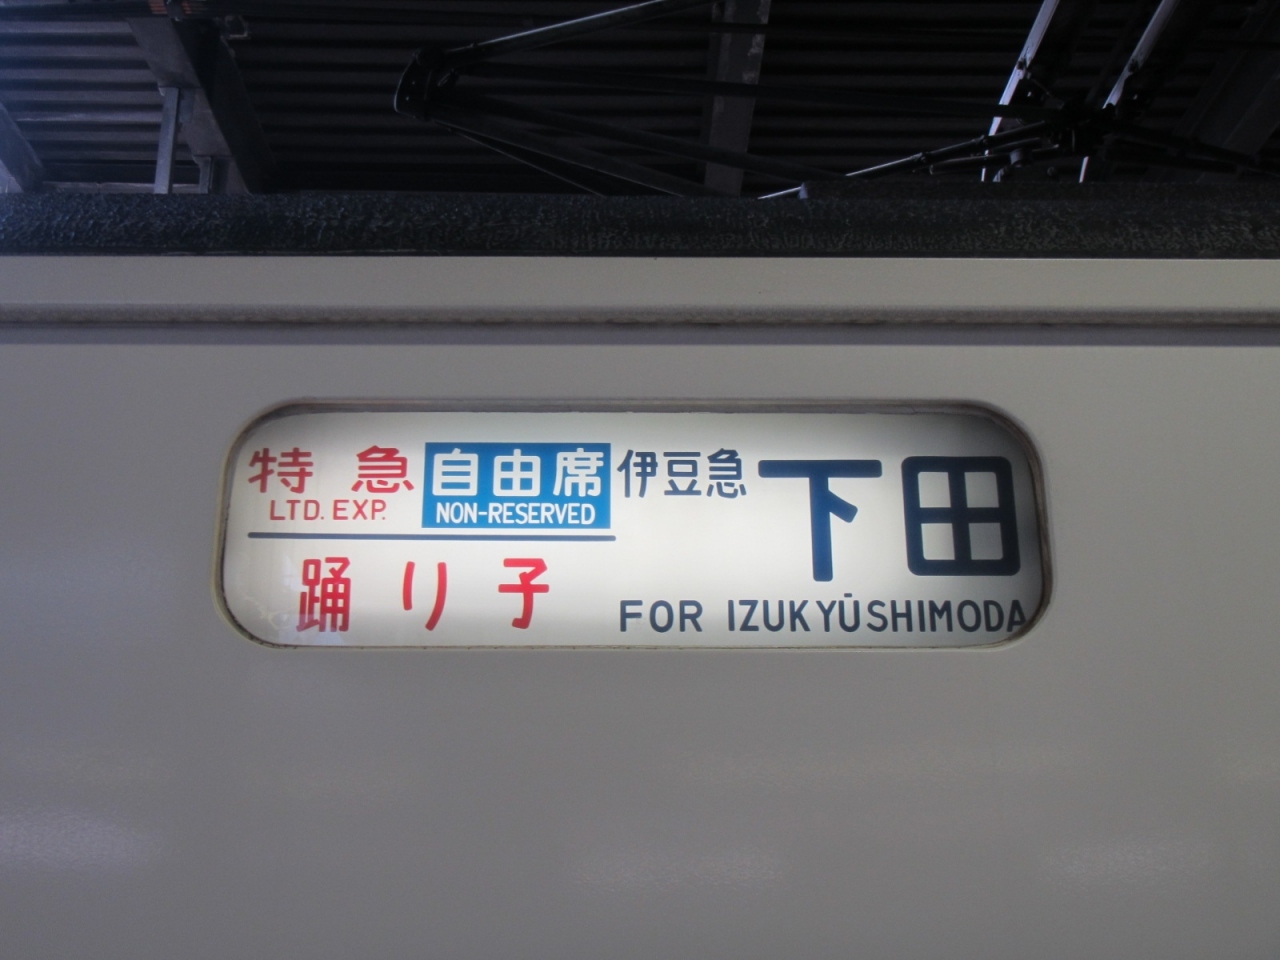 特急 自由席 伊豆急下田
LTD. EXP. NON-RESERVED
踊り子 FOR IZUKYŪSHIMODA